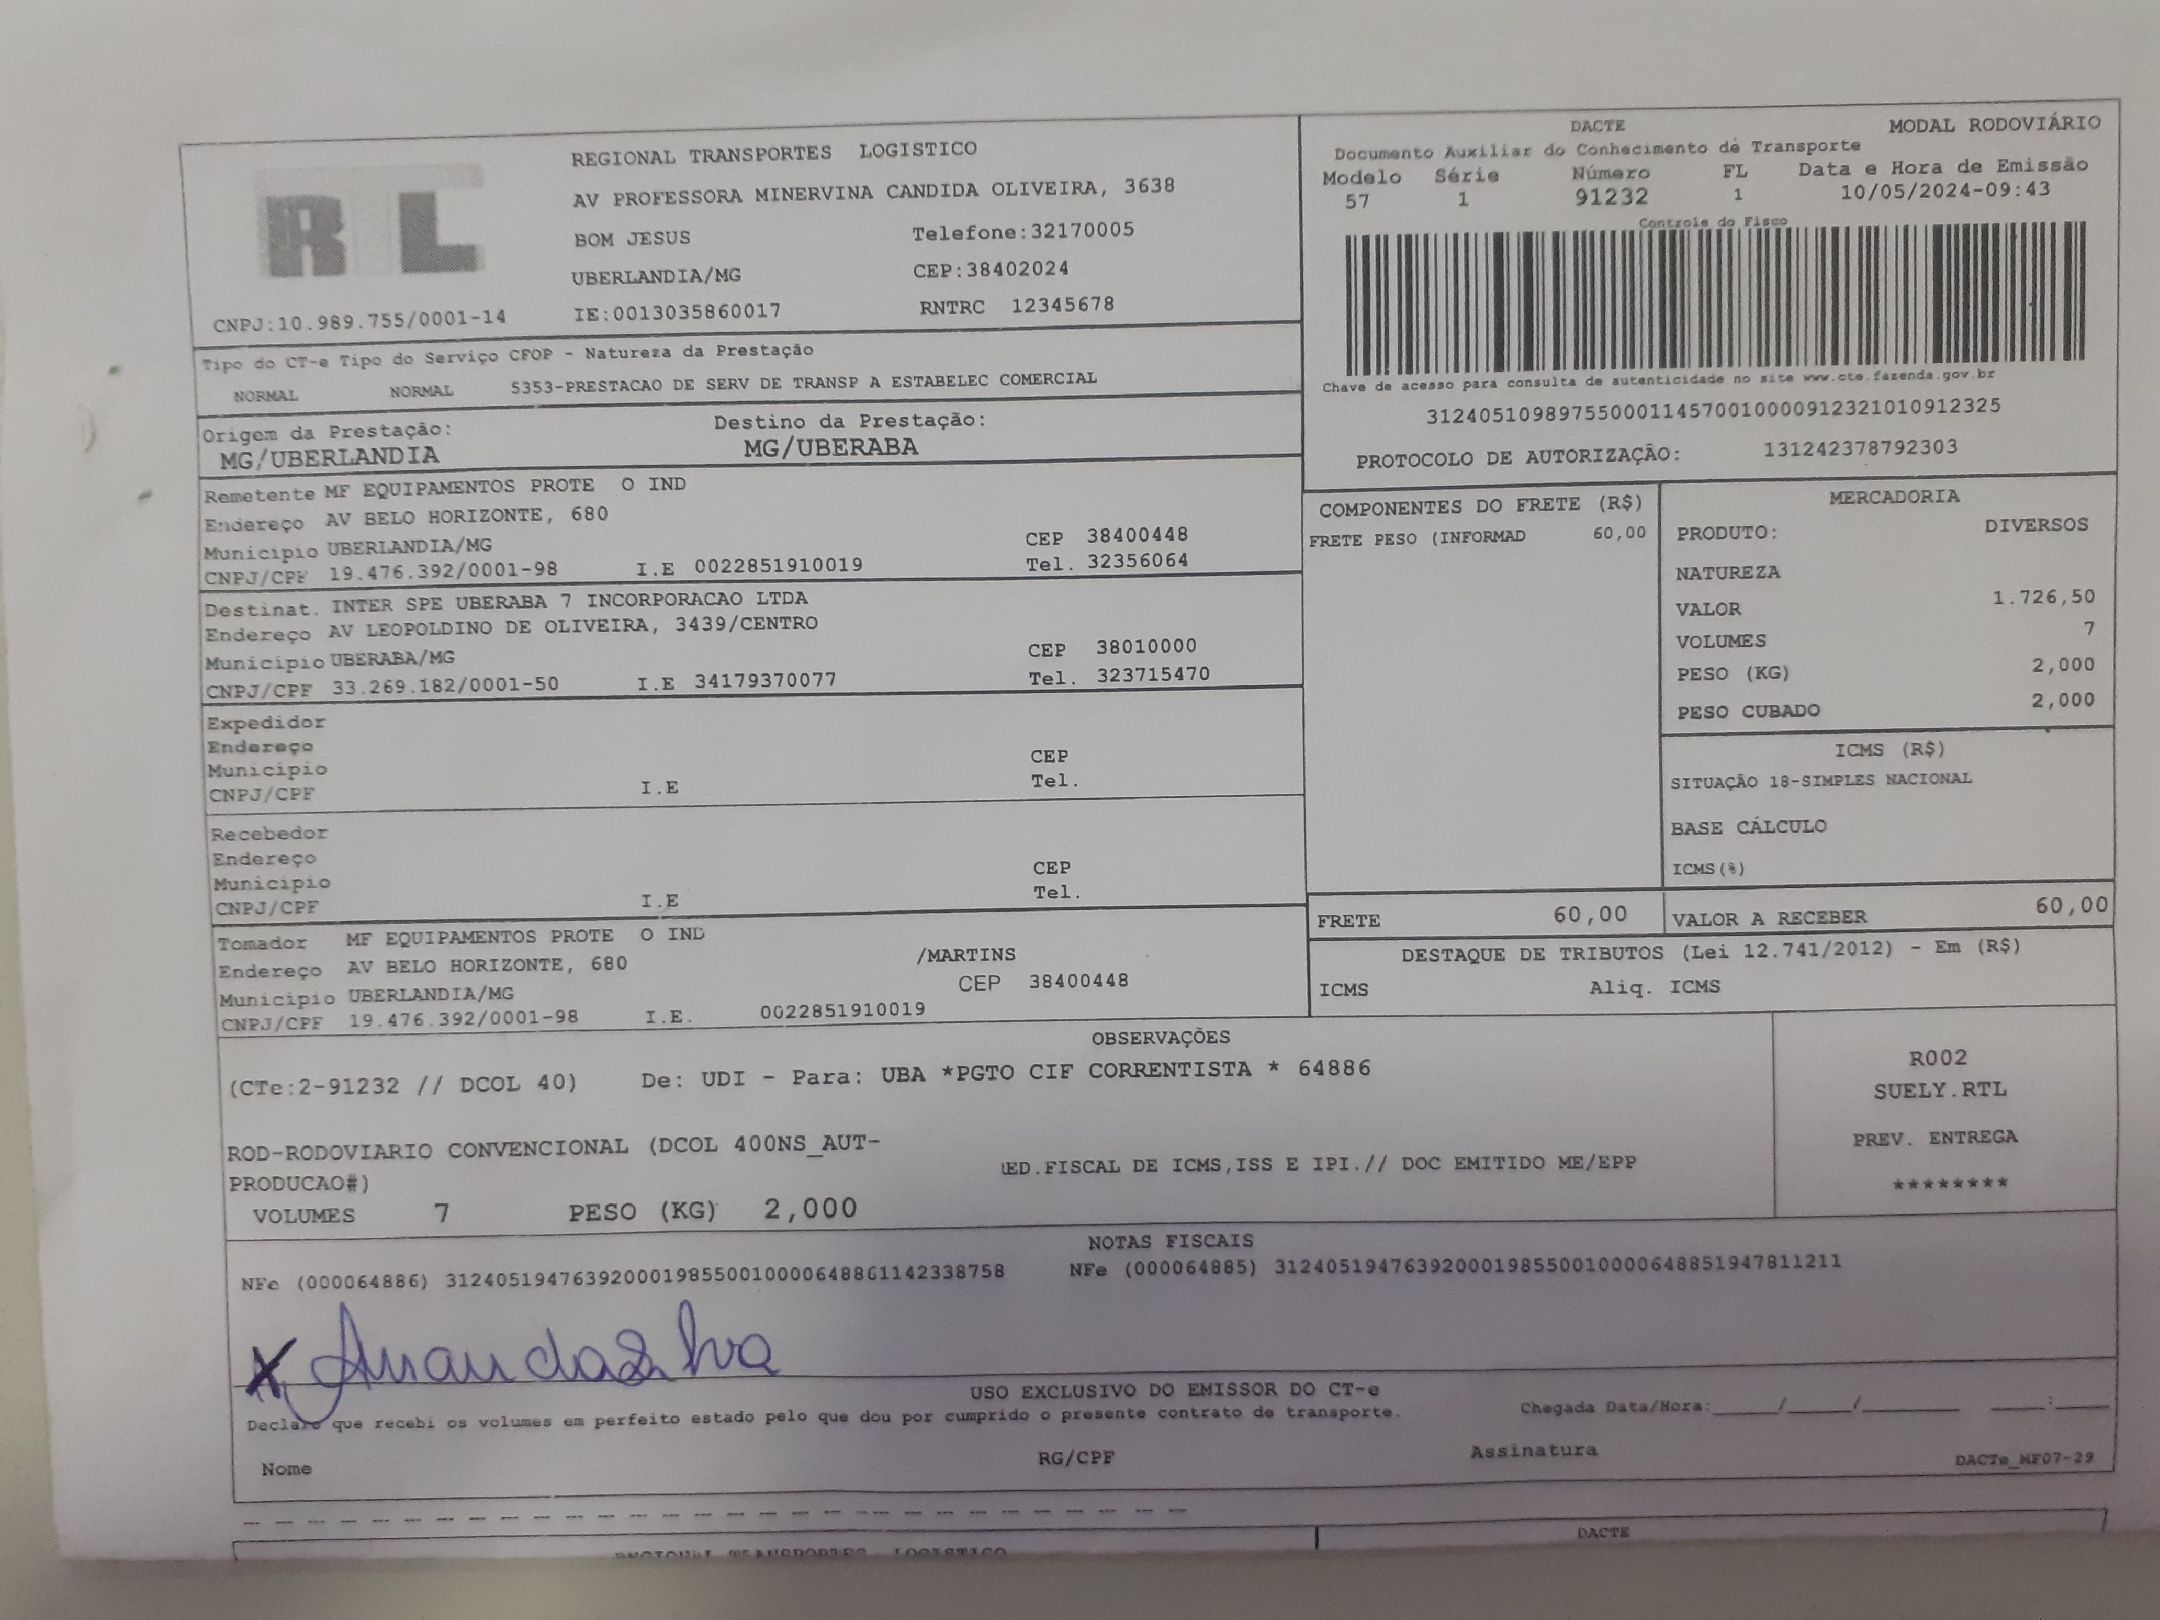 RTL
REGIONAL TRANSPORTES LOGISTICO
AV PROFESSORA MINERVINA CANDIDA OLIVEIRA, 3638
BOM JESUS Telefone:32170005
UBERLANDIA/MG CEP:38402024
CNPJ:10.989.755/0001-14 IE:0013035860017 RNTRC 12345678
DACTE MODAL RODOVIÁRIO
Documento Auxiliar do Conhecimento de Transporte
Modelo Série Número FL Data e Hora de Emissão
57 1 91232 1 10/05/2024-09:43
Controle do Fisco
Chave de acesso para consulta de autenticidade no site www.cte.fazenda.gov.br
31240510989755000114570010000912321010912325
PROTOCOLO DE AUTORIZAÇÂO: 131242378792303
Tipo do CT-e Tipo do Serviço CFOP - Natureza da Prestação
NORMAL NORMAL 5353-PRESTACAO DE SERV DE TRANSP A ESTABELEC COMERCIAL
Origem da Prestação: Destino da Prestação:
MG/UBERLANDIA MG/UBERABA
Remetente MF EQUIPAMENTOS PROTE O IND
Endereço AV BELO HORIZONTE, 680
Município UBERLANDIA/MG CEP 38400448
CNPJ/CPF 19.476.392/0001-98 I.E 0022851910019 Tel. 32356064
Destinat. INTER SPE UBERABA 7 INCORPORACAO LTDA
Endereço AV LEOPOLDINO DE OLIVEIRA, 3439/CENTRO
Município UBERABA/MG CEP 38010000
CNPJ/CPF 33.269.182/0001-50 I.E 34179370077 Tel. 323715470
Expedidor
Endereço
Município CEP
CNPJ/CPF I.E Tel.
Recebedor
Endereço
Município CEP
CNPJ/CPF I.E Tel.
Tomador MF EQUIPAMENTOS PROTE O IND
Endereço AV BELO HORIZONTE, 680 /MARTINS
Município UBERLANDIA/MG CEP 38400448
CNPJ/CPF 19.476.392/0001-98 I.E. 0022851910019
COMPONENTES DO FRETE (R$)
FRETE PESO (INFORMAD 60,00
MERCADORIA
PRODUTO: DIVERSOS
NATUREZA
VALOR 1.726,50
VOLUMES 7
PESO (KG) 2,000
PESO CUBADO 2,000
ICMS (R$)
SITUAÇÃO 18-SIMPLES NACIONAL
BASE CÁLCULO
ICMS(%)
FRETE 60,00 VALOR A RECEBER 60,00
DESTAQUE DE TRIBUTOS (Lei 12.741/2012) - Em (R$)
ICMS Aliq. ICMS
OBSERVAÇÕES
(CTe:2-91232 // DCOL 40) De: UDI - Para: UBA *PGTO CIF CORRENTISTA * 64886
ROD-RODOVIARIO CONVENCIONAL (DCOL 400NS_AUT-
PRODUCAO#) ED.FISCAL DE ICMS,ISS E IPI.// DOC EMITIDO ME/EPP
VOLUMES 7 PESO (KG) 2,000
R002
SUELY.RTL
PREV. ENTREGA
********
NOTAS FISCAIS
NFe (000064886) 31240519476392000198550010000648861142338758 NFe (000064885) 31240519476392000198550010000648851947811211
X
USO EXCLUSIVO DO EMISSOR DO CT-e
Declaro que recebi os volumes em perfeito estado pelo que dou por cumprido o presente contrato de transporte. Chegada Data/Hora:_____/_____/_______ ____:____
Nome RG/CPF Assinatura DACTe_MF07-29
REGIONAL TRANSPORTES LOGISTICO DACTE